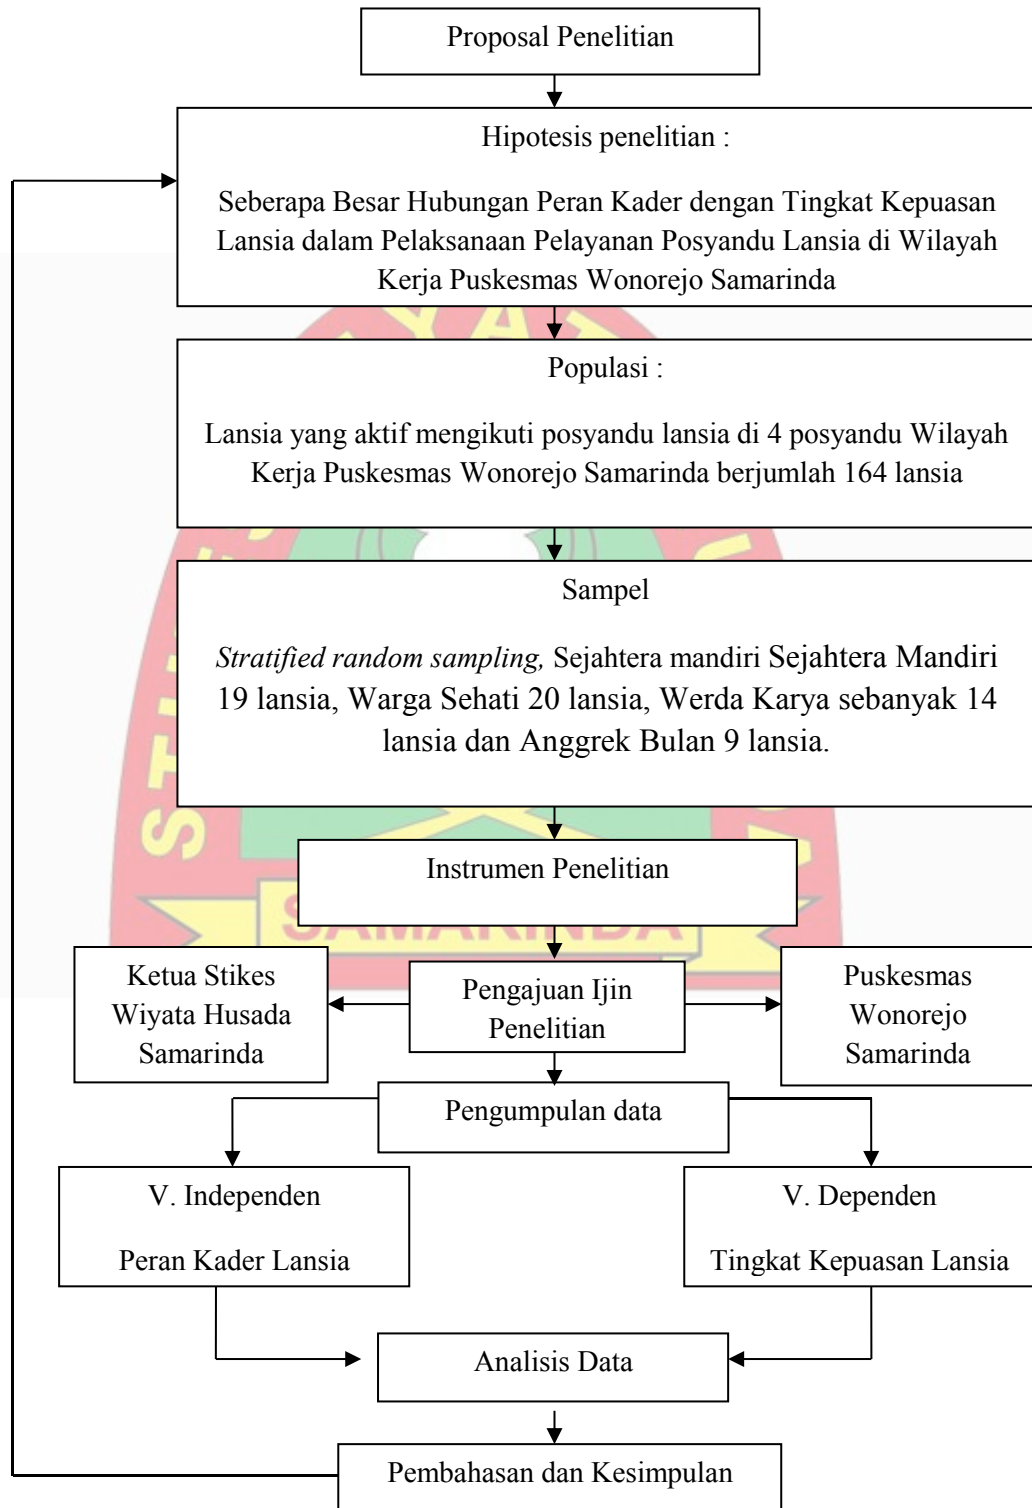 Proposal Penelitian
Hipotesis penelitian :
Seberapa Besar Hubungan Peran Kader dengan Tingkat Kepuasan
Lansia dalam Pelaksanaan Pelayanan Posyandu Lansia di Wilayah
Kerja Puskesmas Wonorejo Samarinda
Populasi :
Lansia yang aktif mengikuti posyandu lansia di 4 posyandu Wilayah
Kerja Puskesmas Wonorejo Samarinda berjumlah 164 lansia
Sampel
Stratified random sampling, Sejahtera mandiri Sejahtera Mandiri
19 lansia, Warga Sehati 20 lansia, Werda Karya sebanyak 14
lansia dan Anggrek Bulan 9 lansia.
Instrumen Penelitian
SAMARINDA
Ketua Stikes
Wiyata Husada
Samarinda
Pengajuan Ijin
Penelitian
Puskesmas
Wonorejo
Samarinda
Pengumpulan data
V. Independen
Peran Kader Lansia
V. Dependen
Tingkat Kepuasan Lansia
Analisis Data
Pembahasan dan Kesimpulan